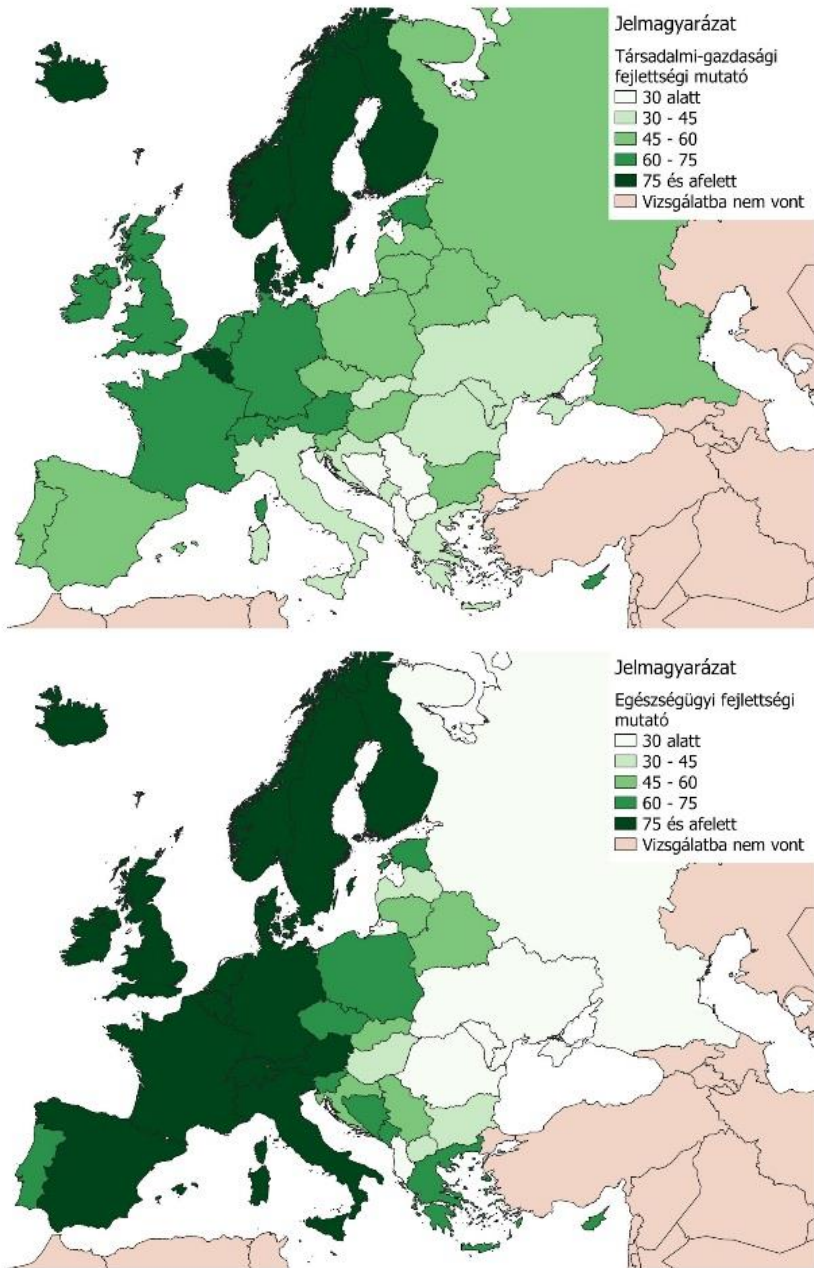 Jelmagyarázat
Társadalmi-gazdasági
fejlettségi mutató
30 alatt
30 - 45
45 - 60
60 - 75
75 és afelett
Vizsgálatba nem vont
Jelmagyarázat
Egészségügyi fejlettségi
mutató
30 alatt
30 - 45
45 - 60
60 - 75
75 és afelett
Vizsgálatba nem vont